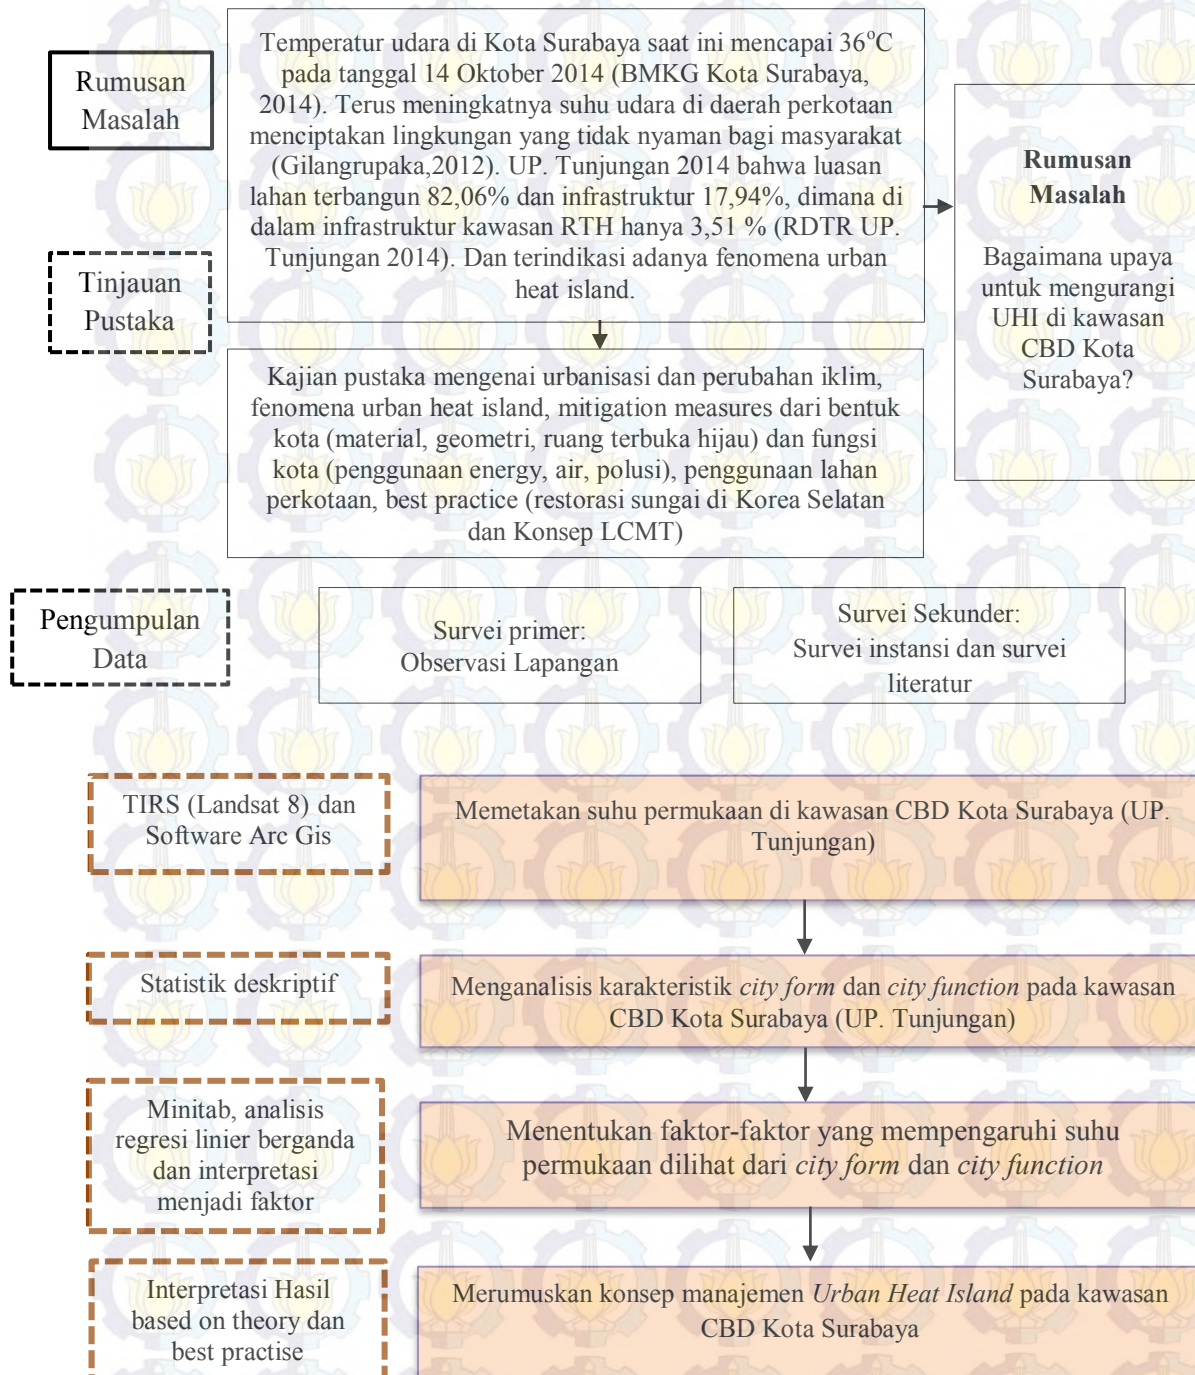 Rumusan
Masalah
Temperatur udara di Kota Surabaya saat ini mencapai 36°C
pada tanggal 14 Oktober 2014 (BMKG Kota Surabaya,
2014). Terus meningkatnya suhu udara di daerah perkotaan
menciptakan lingkungan yang tidak nyaman bagi masyarakat
(Gilangrupaka,2012). UP. Tunjungan 2014 bahwa luasan
lahan terbangun 82,06% dan infrastruktur 17,94%, dimana di
dalam infrastruktur kawasan RTH hanya 3,51 % (RDTR UP.
Tunjungan 2014). Dan terindikasi adanya fenomena urban
heat island.
Rumusan
Masalah
Bagaimana upaya
untuk mengurangi
UHI di kawasan
CBD Kota
Surabaya?
Tinjauan
Pustaka
Kajian pustaka mengenai urbanisasi dan perubahan iklim,
fenomena urban heat island, mitigation measures dari bentuk
kota (material, geometri, ruang terbuka hijau) dan fungsi
kota (penggunaan energy, air, polusi), penggunaan lahan
perkotaan, best practice (restorasi sungai di Korea Selatan
dan Konsep LCMT)
Pengumpulan
Data
Survei primer:
Observasi Lapangan
Survei Sekunder:
Survei instansi dan survei
literatur
TIRS (Landsat 8) dan
Software Arc Gis
Memetakan suhu permukaan di kawasan CBD Kota Surabaya (UP.
Tunjungan)
Statistik deskriptif
Menganalisis karakteristik city form dan city function pada kawasan
CBD Kota Surabaya (UP. Tunjungan)
Minitab, analisis
regresi linier berganda
dan interpretasi
menjadi faktor
Menentukan faktor-faktor yang mempengaruhi suhu
permukaan dilihat dari city form dan city function
Interpretasi Hasil
based on theory dan
best practise
Merumuskan konsep manajemen Urban Heat Island pada kawasan
CBD Kota Surabaya